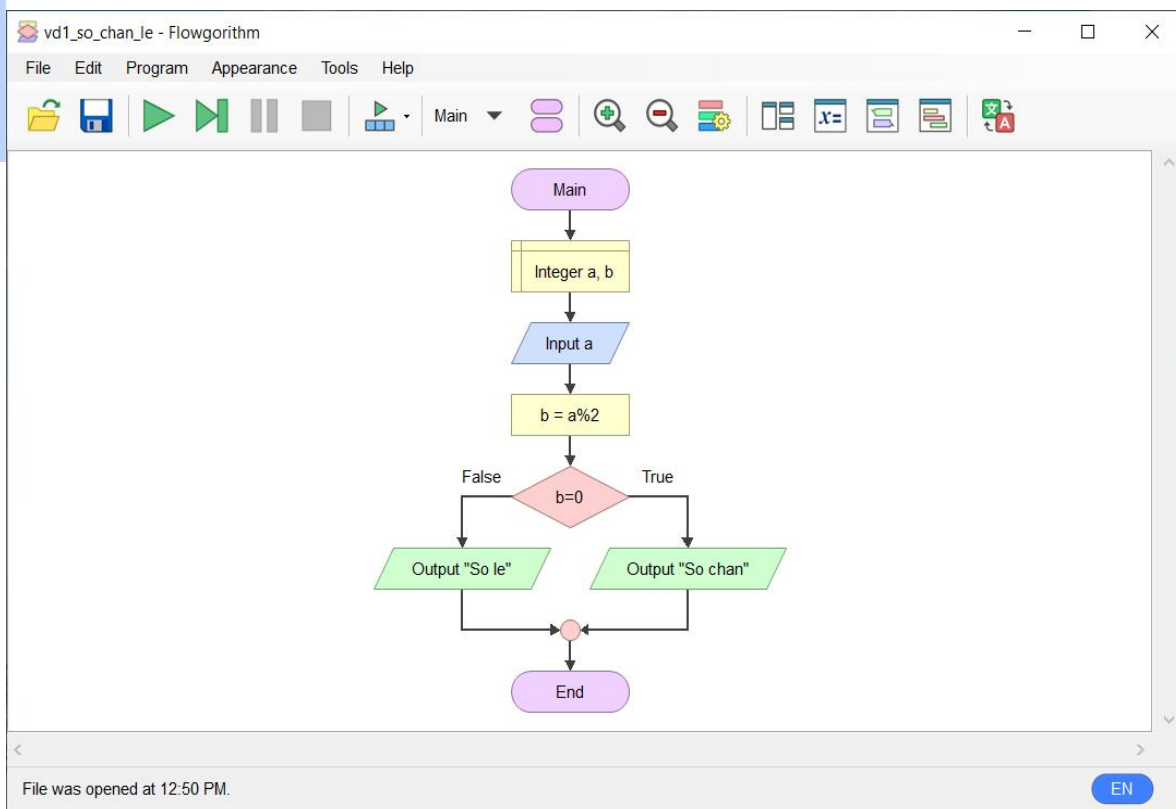 vd1_so_chan_le - Flowgorithm
File Edit Program Appearance Tools Help
Main
x=
文 A
Main
Integer a, b
Input a
b = a%2
False True
b=0
Output "So le" Output "So chan"
End
File was opened at 12:50 PM. EN